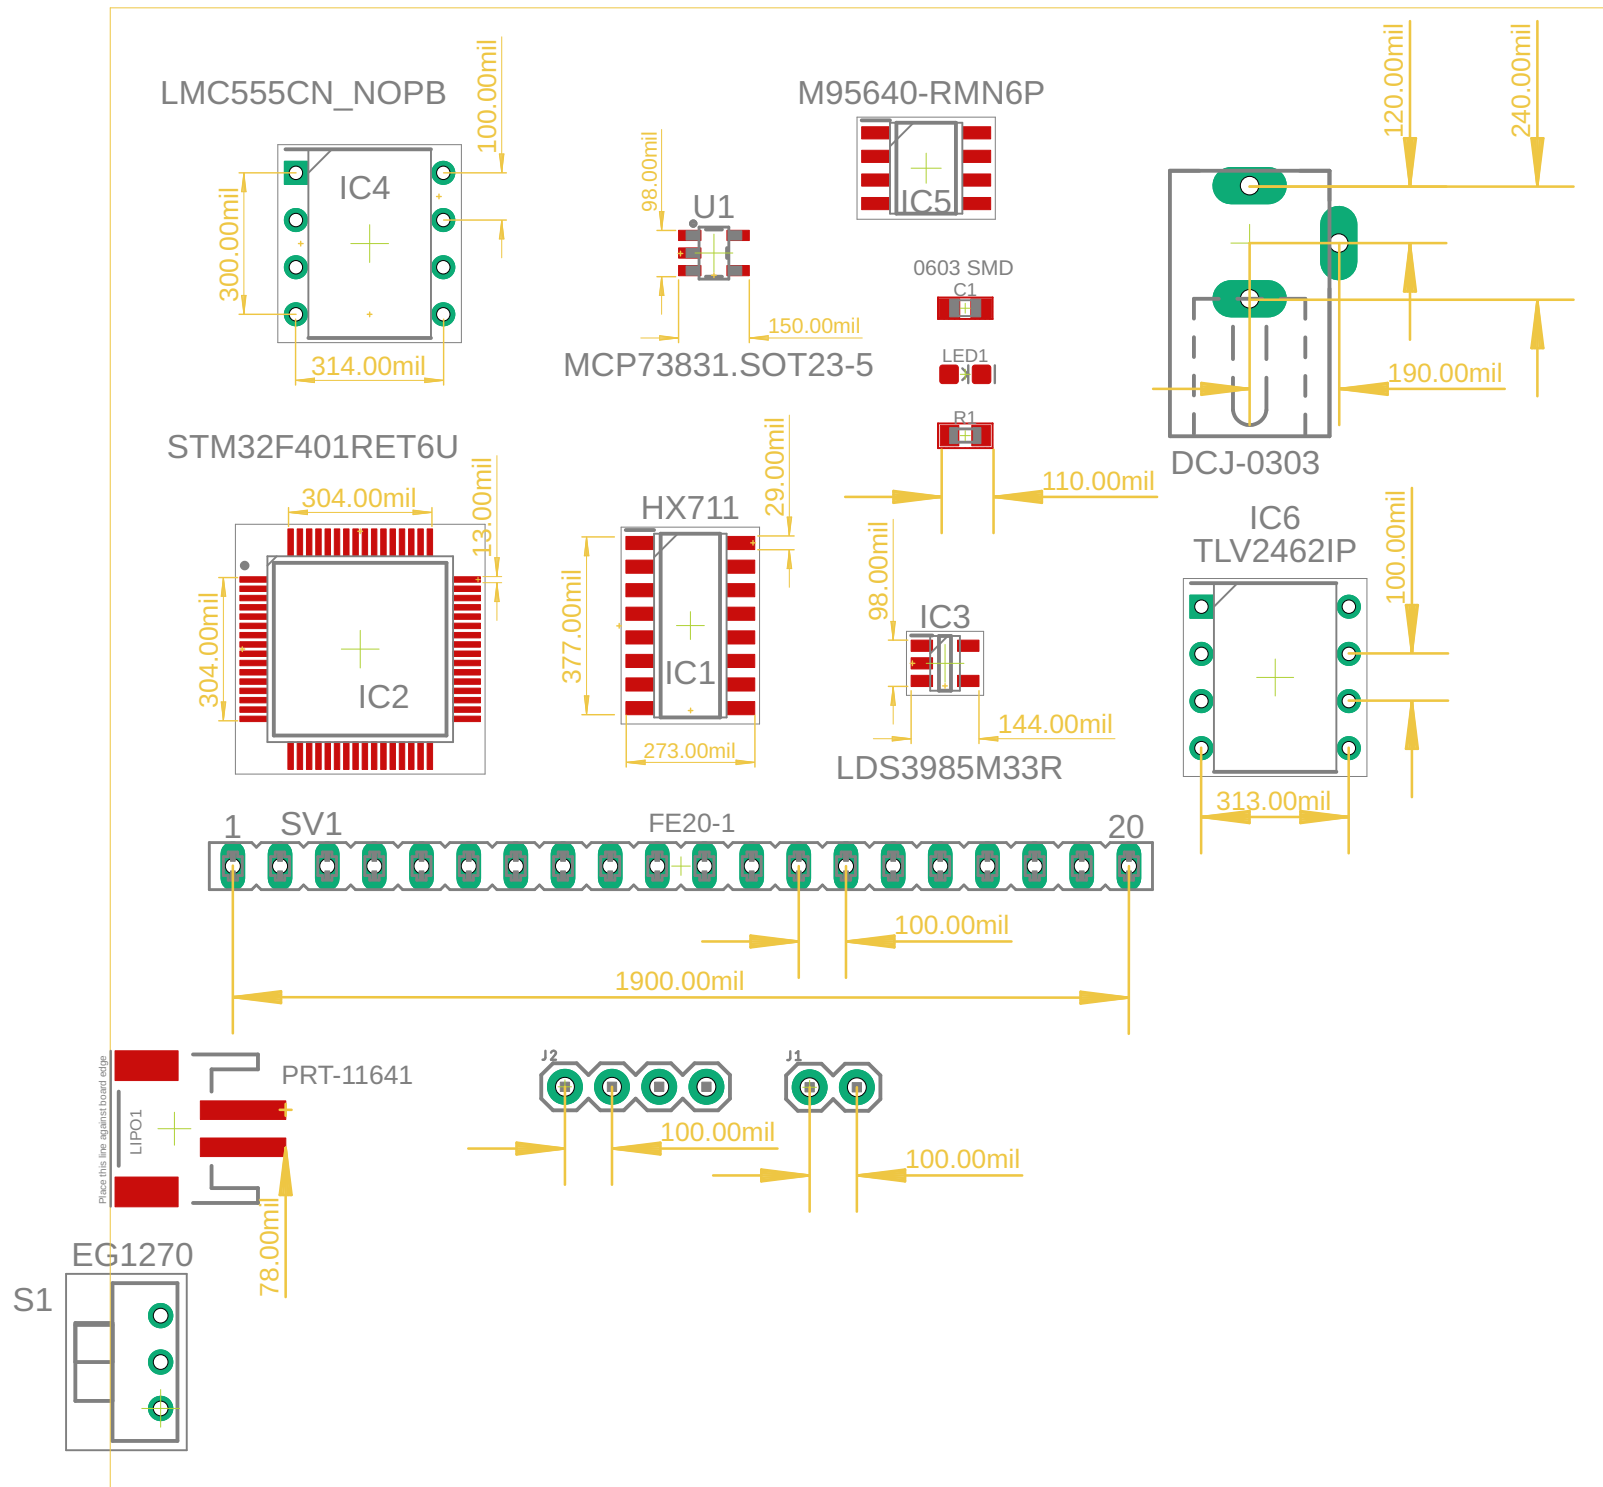 LMC555CN_NOPB
100.00mil
IC4
300.00mil
314.00mil
98.00mil
U1
150.00mil
MCP73831.SOT23-5
M95640-RMN6P
IC5
0603 SMD
C1
LED1
R1
110.00mil
120.00mil
240.00mil
190.00mil
DCJ-0303
STM32F401RET6U
304.00mil
13.00mil
304.00mil
IC2
HX711
29.00mil
377.00mil
IC1
273.00mil
98.00mil
IC3
144.00mil
LDS3985M33R
IC6
TLV2462IP
100.00mil
313.00mil
1
SV1
FE20-1
20
100.00mil
1900.00mil
Place this line against board edge
LIPO1
PRT-11641
78.00mil
J2
100.00mil
J1
100.00mil
EG1270
S1